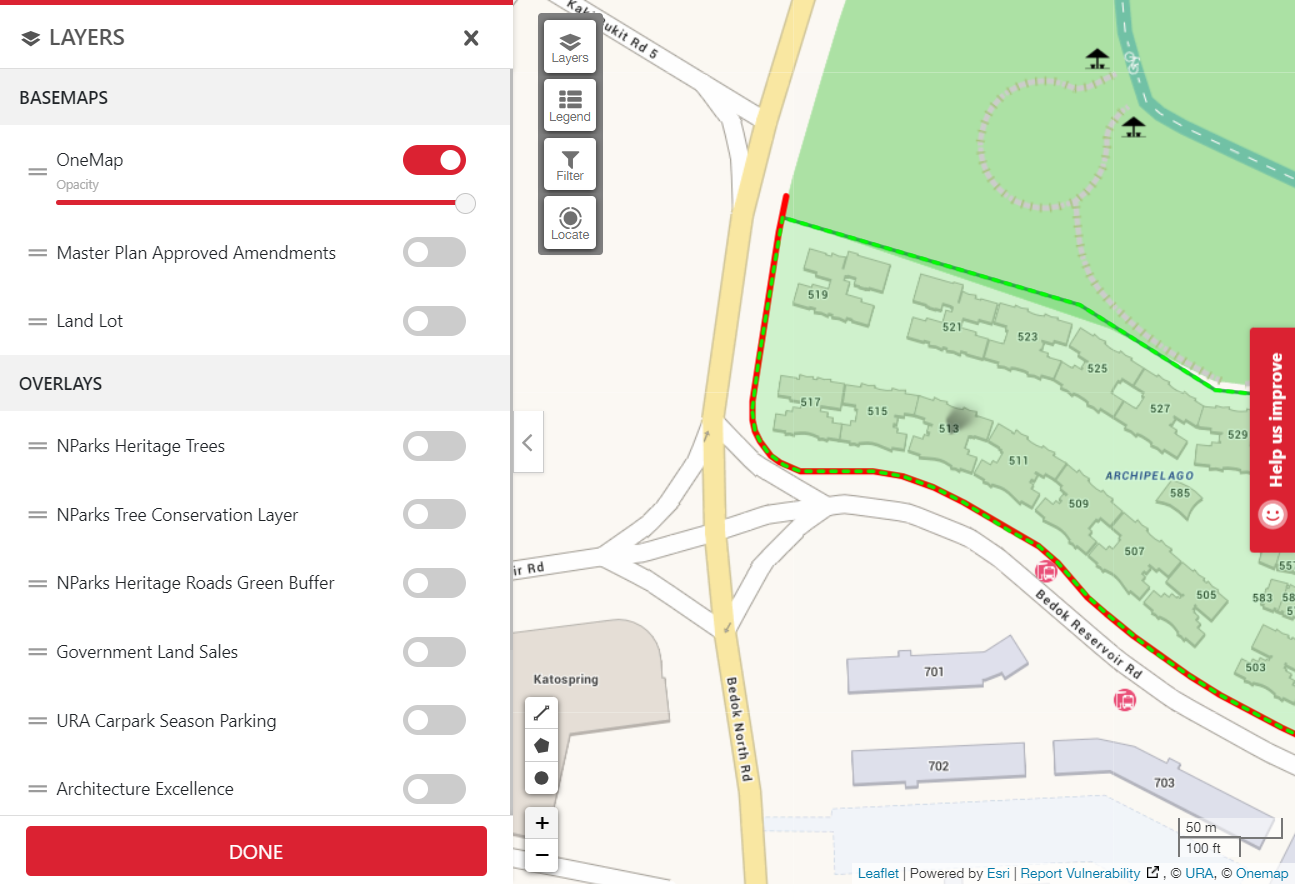 LAYERS
BASEMAPS
OneMap
Opacity
Master Plan Approved Amendments
Land Lot
OVERLAYS
NParks Heritage Trees
NParks Tree Conservation Layer
NParks Heritage Roads Green Buffer
Government Land Sales
URA Carpark Season Parking
Architecture Excellence
DONE
Layers
Legend
Filter
Locate
Kaki Bukit Rd 5
519
521
523
525
527
529
517
515
513
511
509
507
505
503
ARCHIPELAGO
585
583
ir Rd
Bedok Reservoir Rd
Katospring
Bedok North Rd
701
702
703
Help us improve
+
−
50 m
100 ft
Leaflet | Powered by Esri | Report Vulnerability , © URA, © Onemap